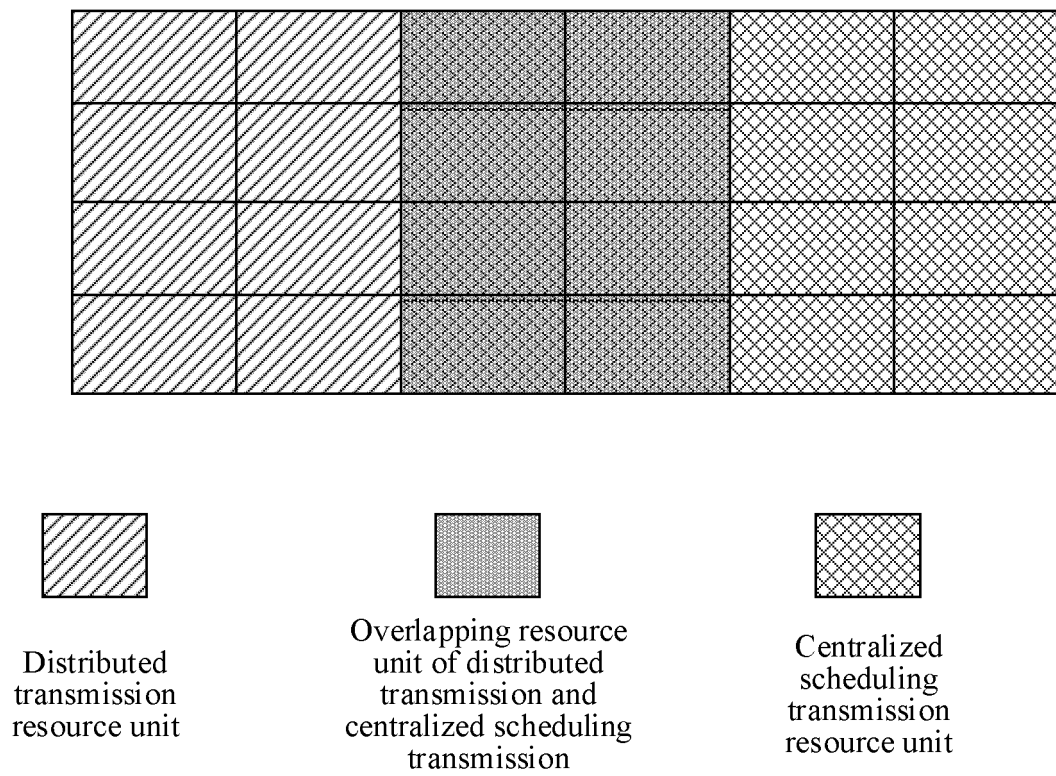 Distributed
transmission
resource unit
Overlapping resource
unit of distributed
transmission and
centralized scheduling
transmission
Centralized
scheduling
transmission
resource unit